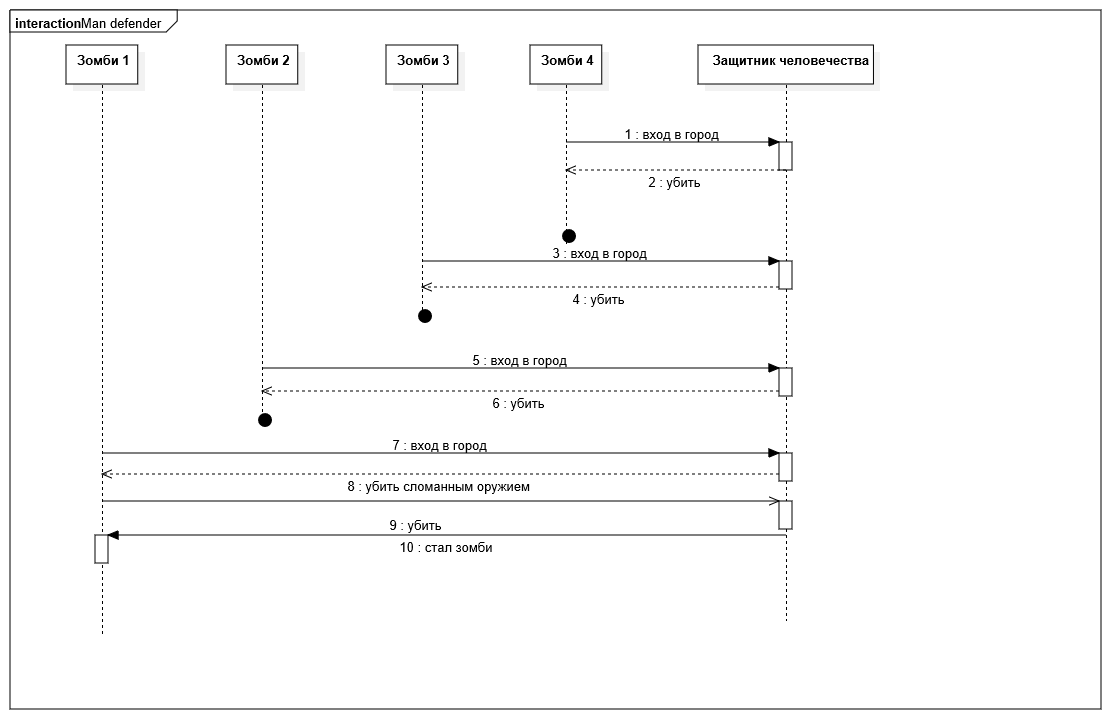 interactionMan defender
Зомби 1
Зомби 2
Зомби 3
Зомби 4
Защитник человечества
1 : вход в город
2 : убить
3 : вход в город
4 : убить
5 : вход в город
6 : убить
7 : вход в город
8 : убить сломанным оружием
9 : убить
10 : стал зомби